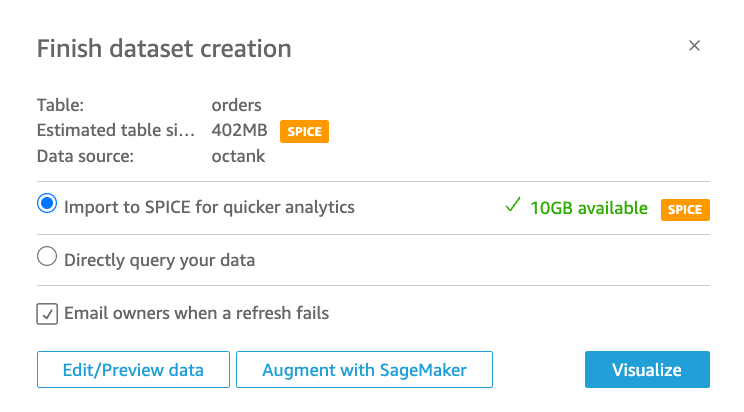 Finish dataset creation
Table: orders
Estimated table si... 402MB SPICE
Data source: octank
Import to SPICE for quicker analytics 10GB available SPICE
Directly query your data
Email owners when a refresh fails
Edit/Preview data Augment with SageMaker Visualize